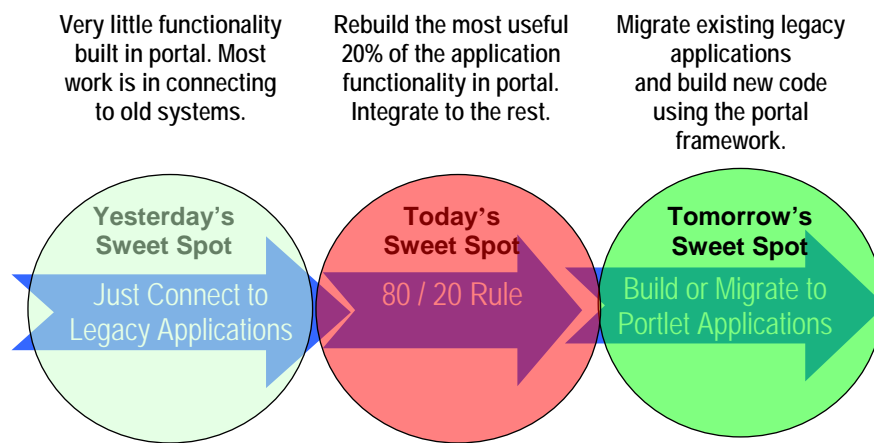 Very little functionality
built in portal. Most
work is in connecting
to old systems.
Rebuild the most useful
20% of the application
functionality in portal.
Integrate to the rest.
Migrate existing legacy
applications
and build new code
using the portal
framework.
Yesterday's
Sweet Spot
Just Connect to
Legacy Applications
Today's
Sweet Spot
80 / 20 Rule
Tomorrow's
Sweet Spot
Build or Migrate to
Portlet Applications